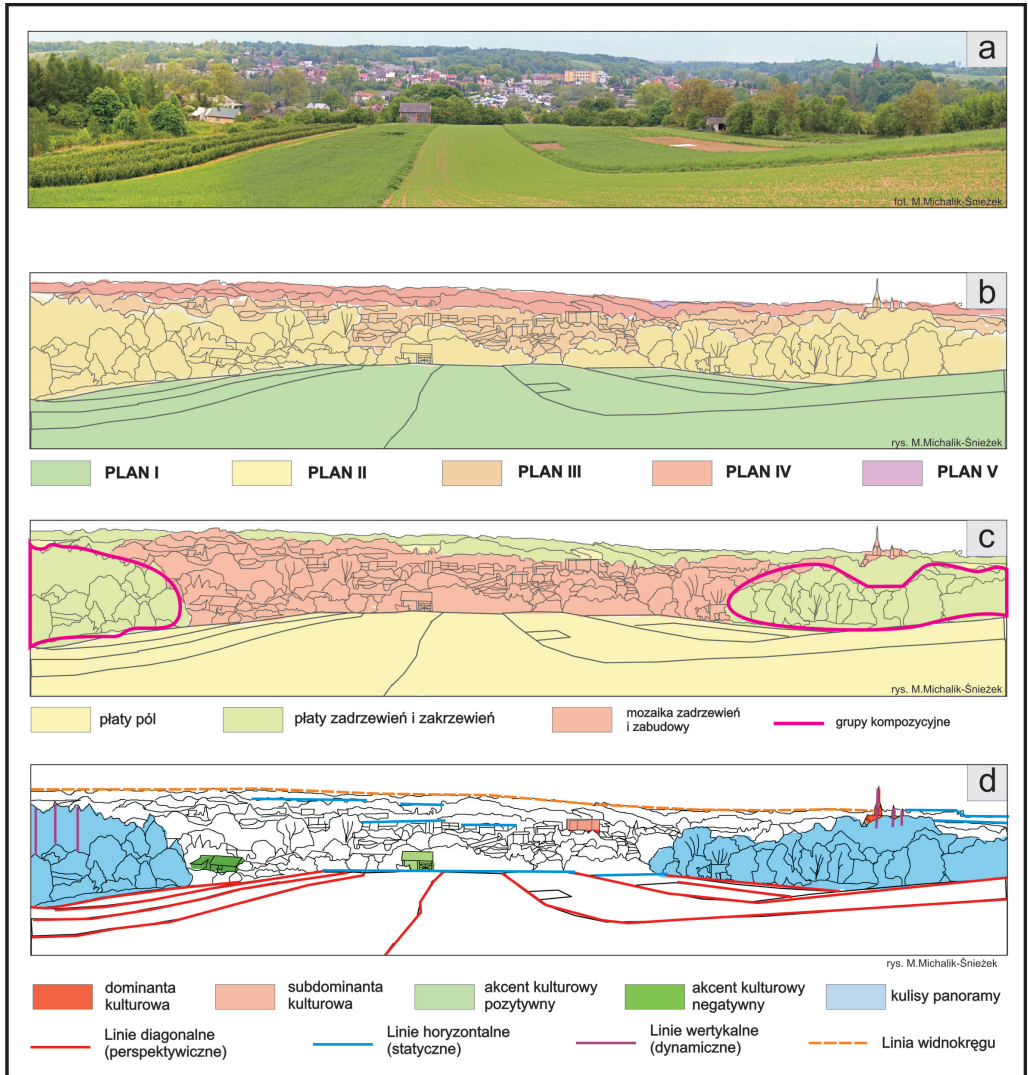 a
fot. M.Michalik-Śnieżek
b
rys. M.Michalik-Śnieżek
PLAN I PLAN II PLAN III PLAN IV PLAN V
c
rys. M.Michalik-Śnieżek
płaty pól
płaty zadrzewień i zakrzewień
mozaika zadrzewień
i zabudowy
grupy kompozycyjne
d
rys. M.Michalik-Śnieżek
dominanta
kulturowa
subdominanta
kulturowa
akcent kulturowy
pozytywny
akcent kulturowy
negatywny
kulisy panoramy
Linie diagonalne
(perspektywiczne)
Linie horyzontalne
(statyczne)
Linie wertykalne
(dynamiczne)
Linia widnokręgu